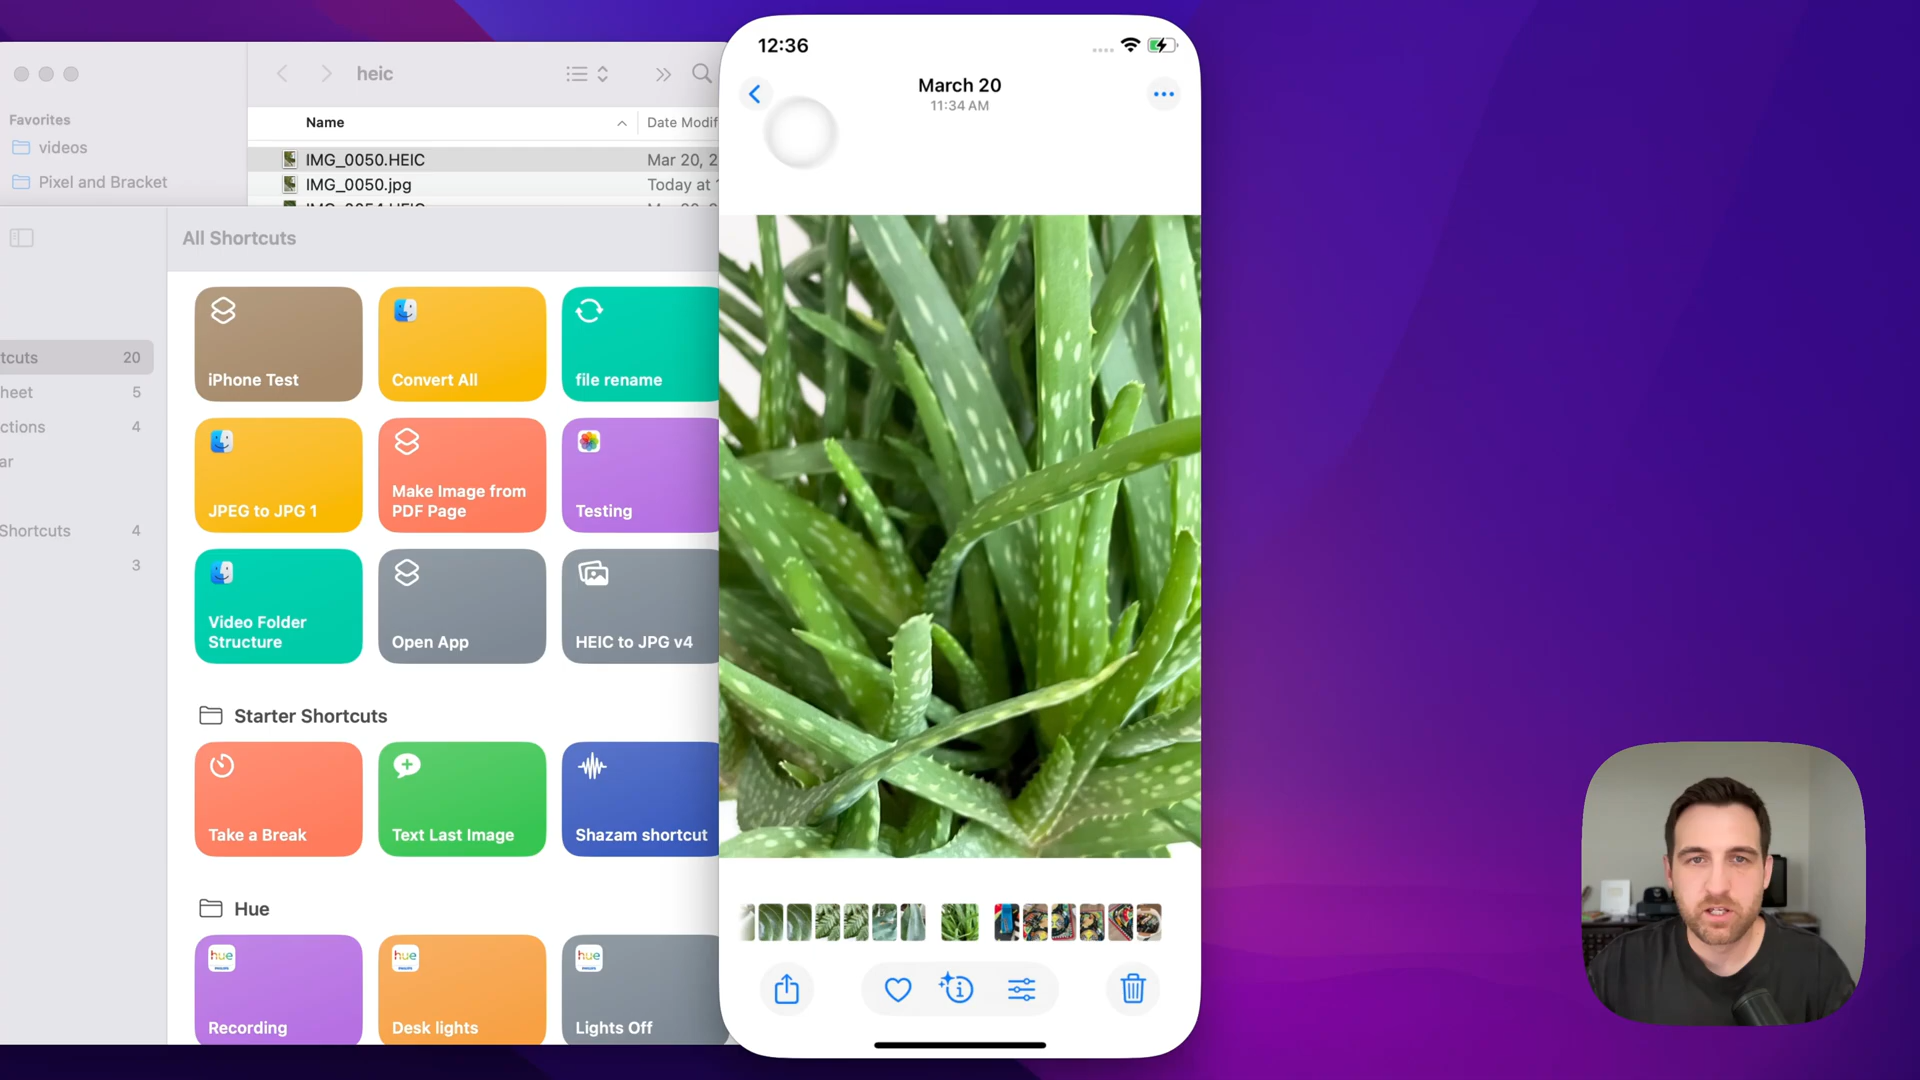 heic
Favorites
videos
Pixel and Bracket
Name
Date Modif
IMG_0050.HEIC
Mar 20, 2
IMG_0050.jpg
Today at
All Shortcuts
tcuts 20
heet 5
ctions 4
ar
Shortcuts 4
3
iPhone Test
Convert All
file rename
JPEG to JPG 1
Make Image from
PDF Page
Testing
Video Folder
Structure
Open App
HEIC to JPG v4
Starter Shortcuts
Take a Break
Text Last Image
Shazam shortcut
Hue
hue
Recording
hue
Desk lights
hue
Lights Off
12:36
March 20
11:34 AM